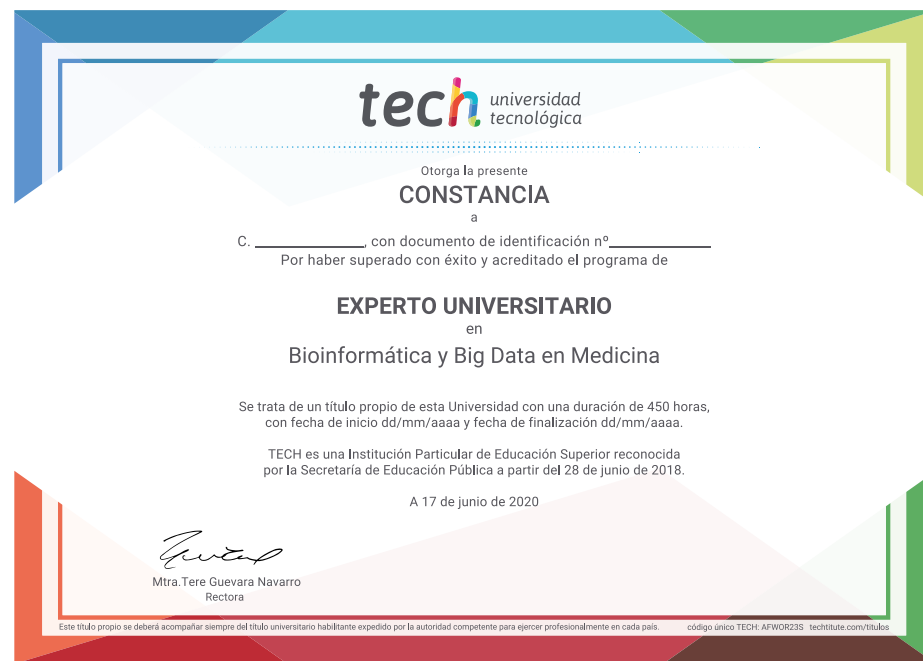 tech universidad
tecnológica
Otorga la presente
CONSTANCIA
a
C. ______________, con documento de identificación nº_____________
Por haber superado con éxito y acreditado el programa de
EXPERTO UNIVERSITARIO
en
Bioinformática y Big Data en Medicina
Se trata de un título propio de esta Universidad con una duración de 450 horas,
con fecha de inicio dd/mm/aaaa y fecha de finalización dd/mm/aaaa.
TECH es una Institución Particular de Educación Superior reconocida
por la Secretaría de Educación Pública a partir del 28 de junio de 2018.
A 17 de junio de 2020
Mtra.Tere Guevara Navarro
Rectora
Este título propio se deberá acompañar siempre del título universitario habilitante expedido por la autoridad competente para ejercer profesionalmente en cada país. código único TECH: AFWOR23S techtitute.com/titulos